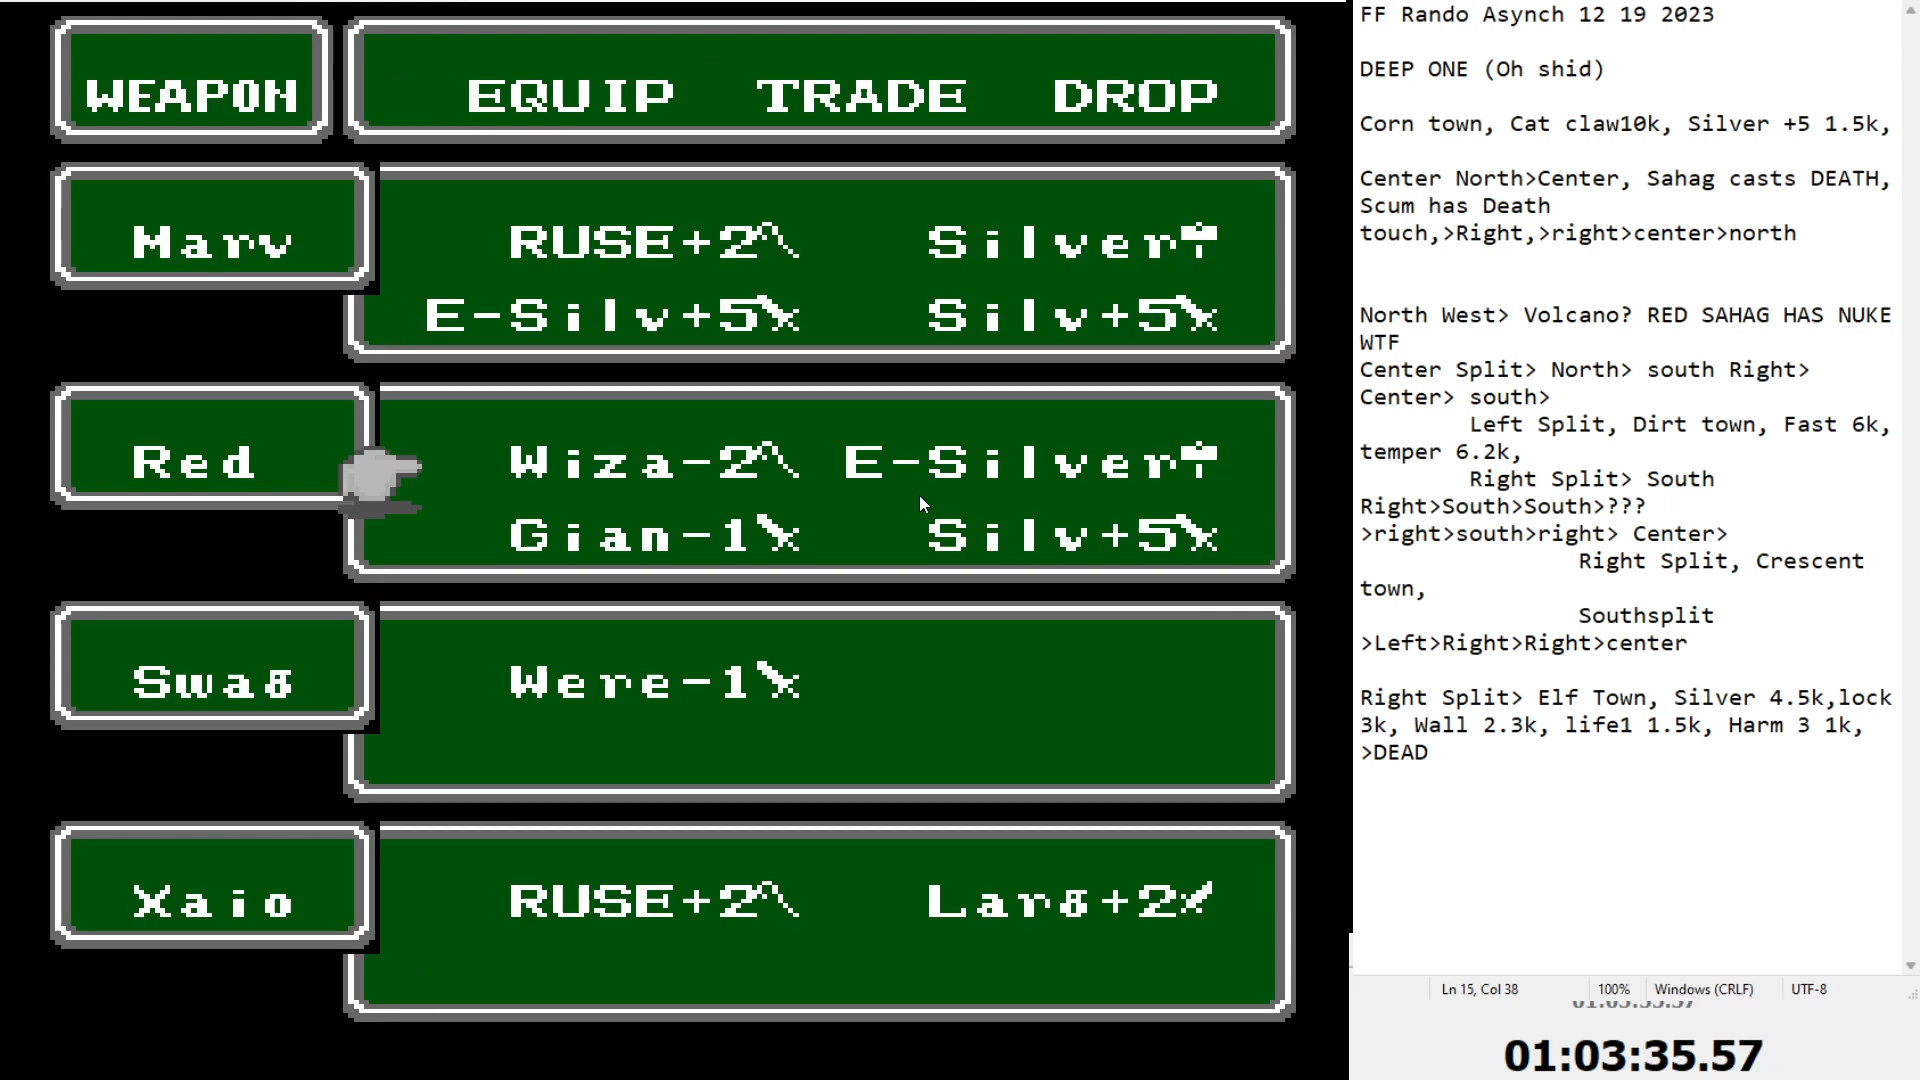 WEAPON
EQUIP TRADE DROP
Marv
RUSE+2 Silver
E-Silv+5 Silv+5
Red
Wiza-2 E-Silver
Gian-1 Silv+5
Swag
Were-1
Xaio
RUSE+2 Larg+2
FF Rando Asynch 12 19 2023
DEEP ONE (Oh shid)
Corn town, Cat claw10k, Silver +5 1.5k,
Center North>Center, Sahag casts DEATH,
Scum has Death
touch,>Right,>right>center>north
North West> Volcano? RED SAHAG HAS NUKE
WTF
Center Split> North> south Right>
Center> south>
Left Split, Dirt town, Fast 6k,
temper 6.2k,
Right Split> South
Right>South>South>???
>right>south>right> Center>
Right Split, Crescent
town,
Southsplit
>Left>Right>Right>center
Right Split> Elf Town, Silver 4.5k,lock
3k, Wall 2.3k, life1 1.5k, Harm 3 1k,
>DEAD
Ln 15, Col 38 100% Windows (CRLF) UTF-8
01:03:35.57